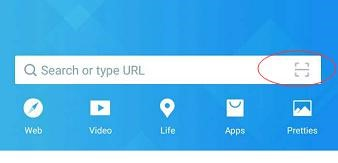 Search or type URL
Web Video Life Apps Pretties